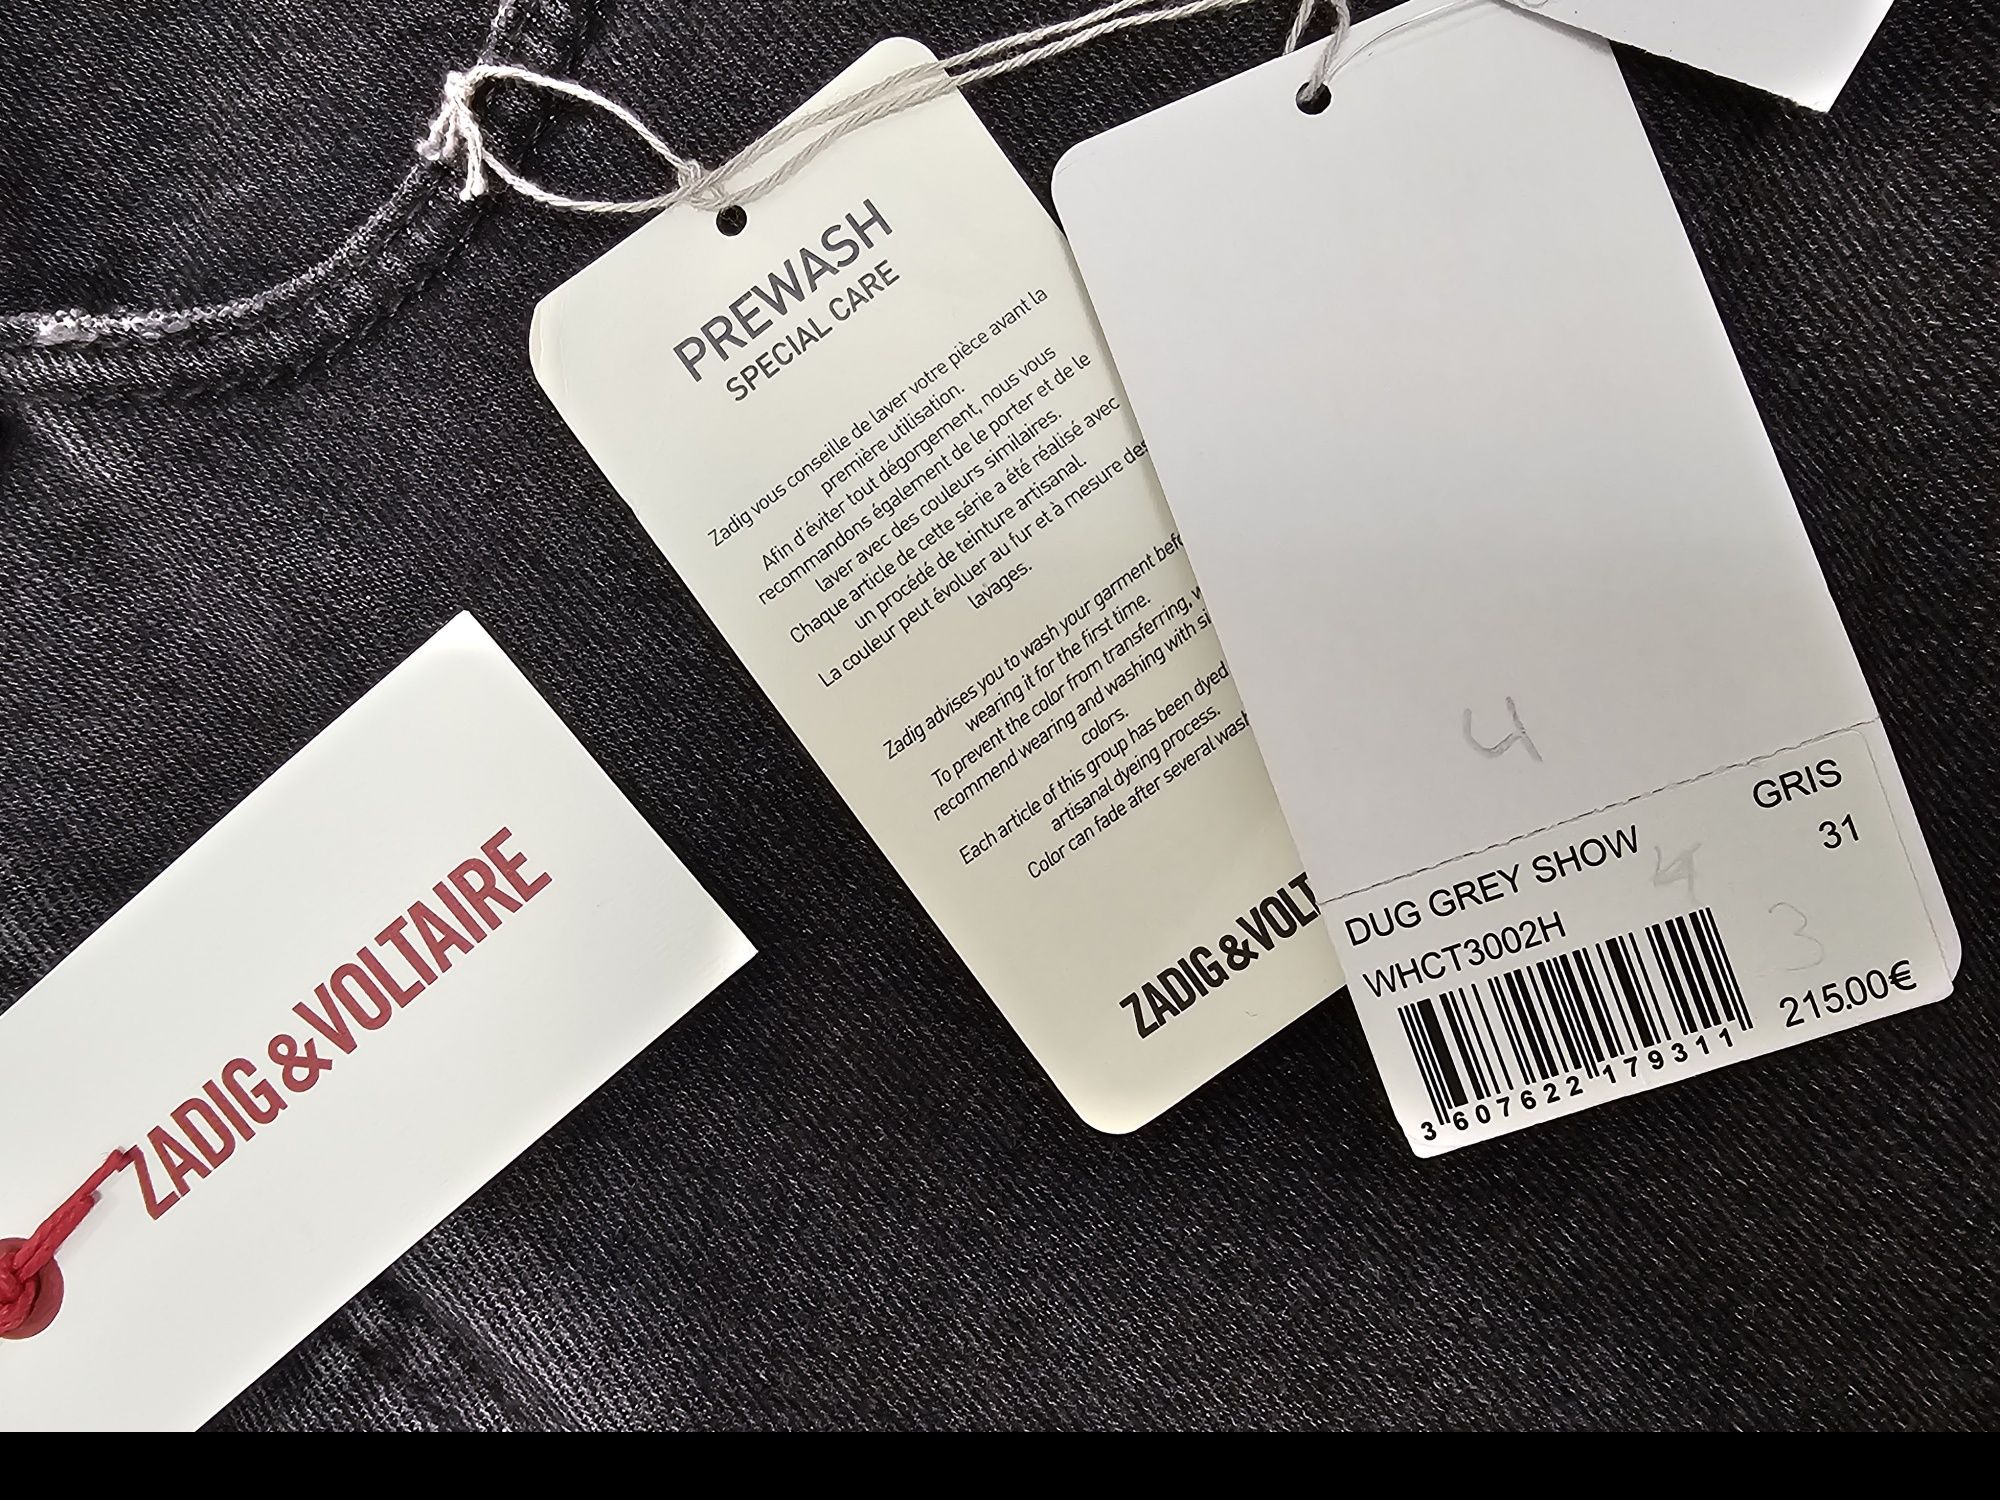 ZADIG&VOLTAIRE
PREWASH
SPECIAL CARE
Zadig vous conseille de laver votre pièce avant la
première utilisation.
Afin d'éviter tout dégorgement, nous vous
recommandons également de le porter et de le
laver avec des couleurs similaires.
Chaque article de cette série a été réalisé avec
un procédé de teinture artisanal.
La couleur peut évoluer au fur et à mesure des
lavages.
Zadig advises you to wash your garment
wearing it for the first time.
To prevent the color from transferring,
recommend wearing and washing with
colors.
Each article of this group has been dyed
artisanal dyeing process.
Color can fade after several
ZADIG&VOLT
4
GRIS
DUG GREY SHOW 4 31
WHCT3002H 3
215.00€
3 607622 179311